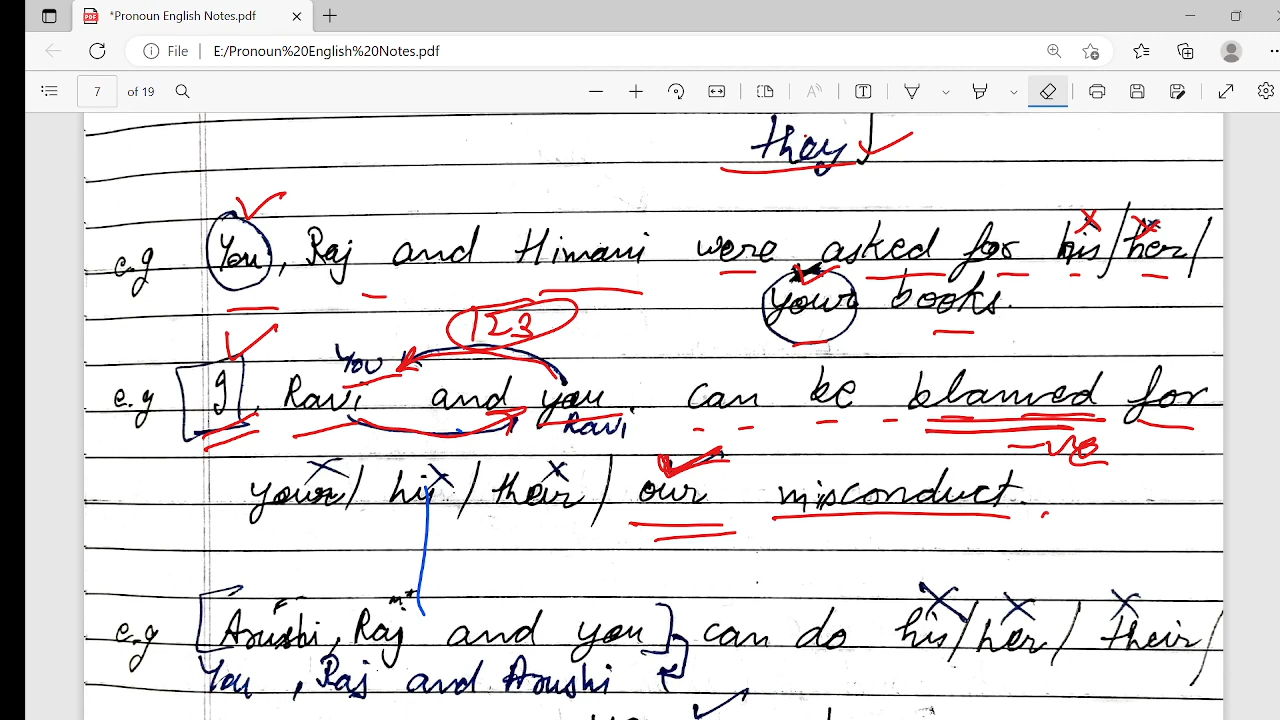 *Pronoun English Notes.pdf
File | E:/Pronoun%20English%20Notes.pdf
7 of 19
they
e.g You, Raj and Himani were asked for his/her/
your books.
123
You
e.g I, Ravi and you can be blamed for
Ravi
-ve
your/ his / their / our misconduct.
F m
e.g [Arushi, Raj and you] can do his/her/ their/
You, Raj and Arushi